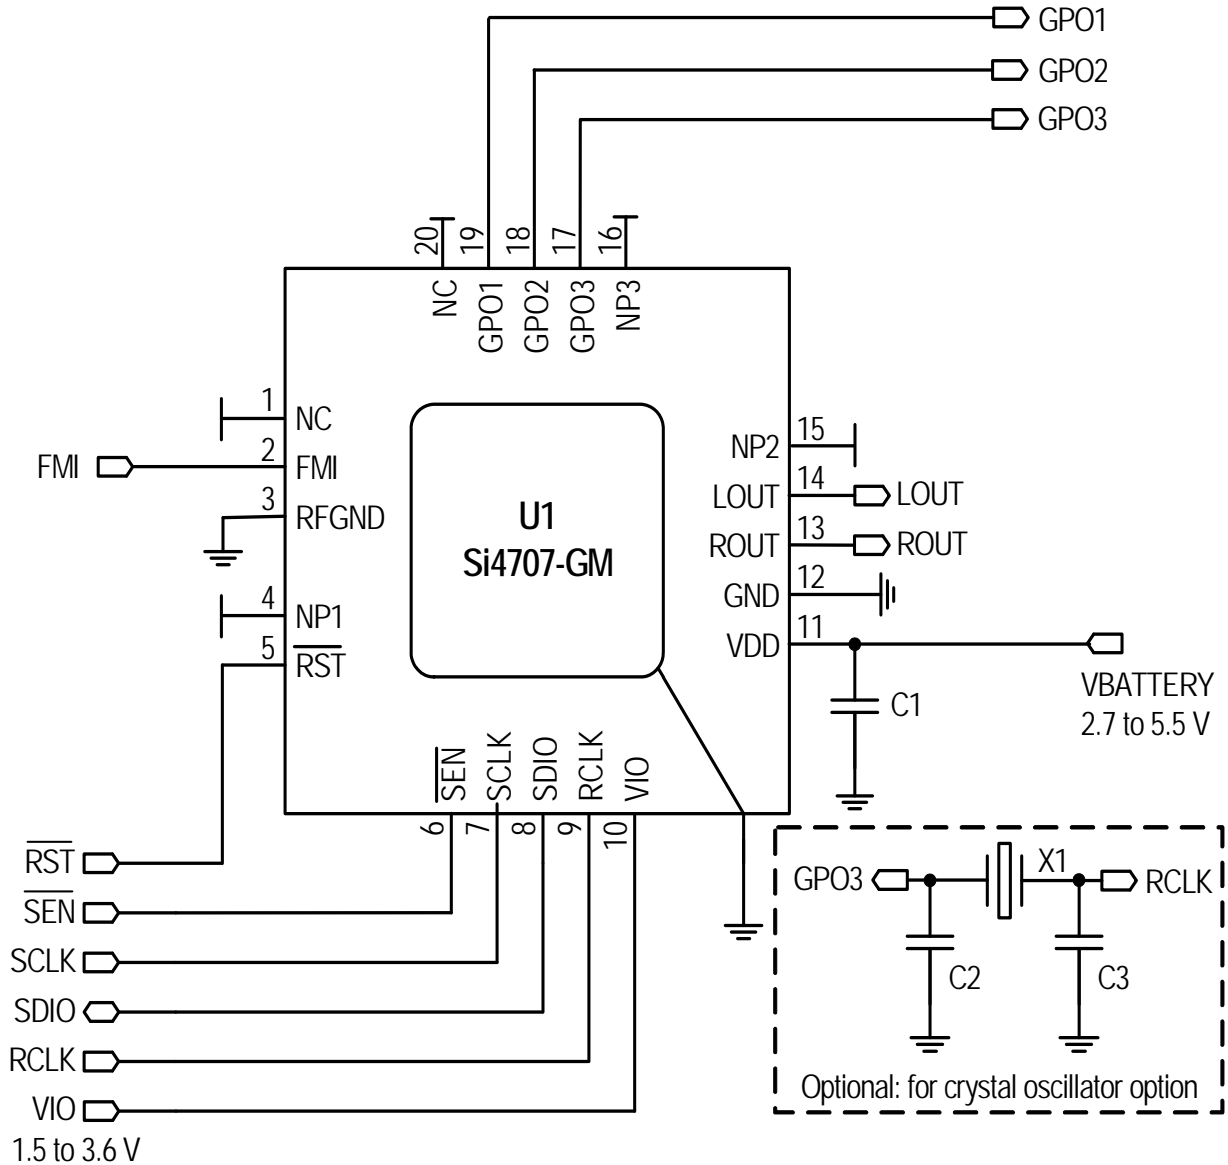 GPO1
GPO2
GPO3
20
19
18
17
16
NC
GPO1
GPO2
GPO3
NP3
1
NC
FMI
2
FMI
3
RFGND
4
NP1
5
RST
U1
Si4707-GM
NP2
15
LOUT
14
LOUT
ROUT
13
ROUT
GND
12
VDD
11
VBATTERY
2.7 to 5.5 V
C1
SEN
SCLK
SDIO
RCLK
VIO
6
7
8
9
10
RST
SEN
SCLK
SDIO
RCLK
VIO
1.5 to 3.6 V
GPO3
X1
RCLK
C2
C3
Optional: for crystal oscillator option